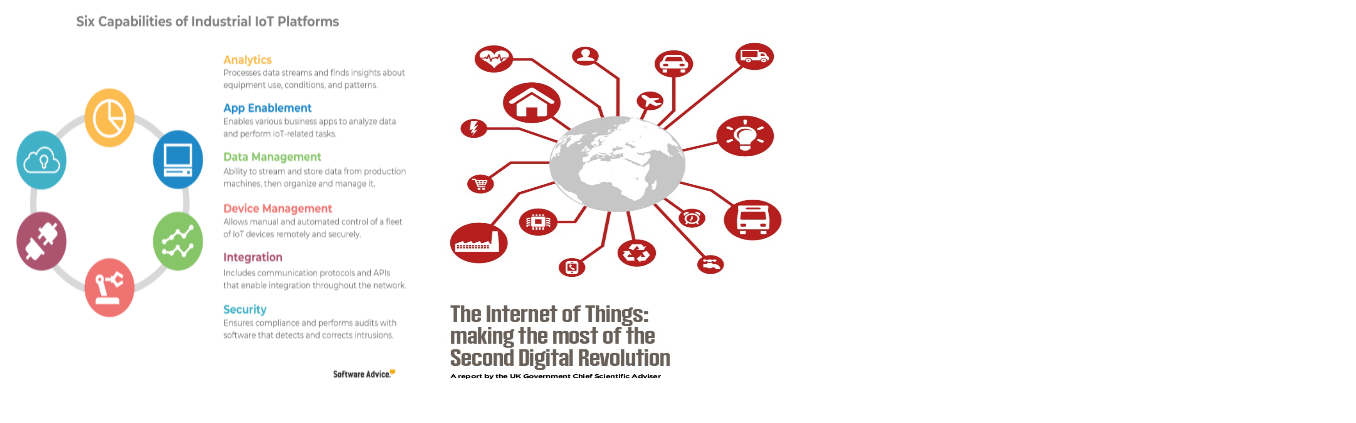 Six Capabilities of Industrial IoT Platforms
Analytics
Processes data streams and finds insights about
equipment use, conditions, and patterns.
App Enablement
Enables various business apps to analyze data
and perform IoT-related tasks.
Data Management
Ability to stream and store data from production
machines, then organize and manage it.
Device Management
Allows manual and automated control of a fleet
of IoT devices remotely and securely.
Integration
Includes communication protocols and APIs
that enable integration throughout the network.
Security
Ensures compliance and performs audits with
software that detects and corrects intrusions.
Software Advice.
The Internet of Things:
making the most of the
Second Digital Revolution
A report by the UK Government Chief Scientific Adviser